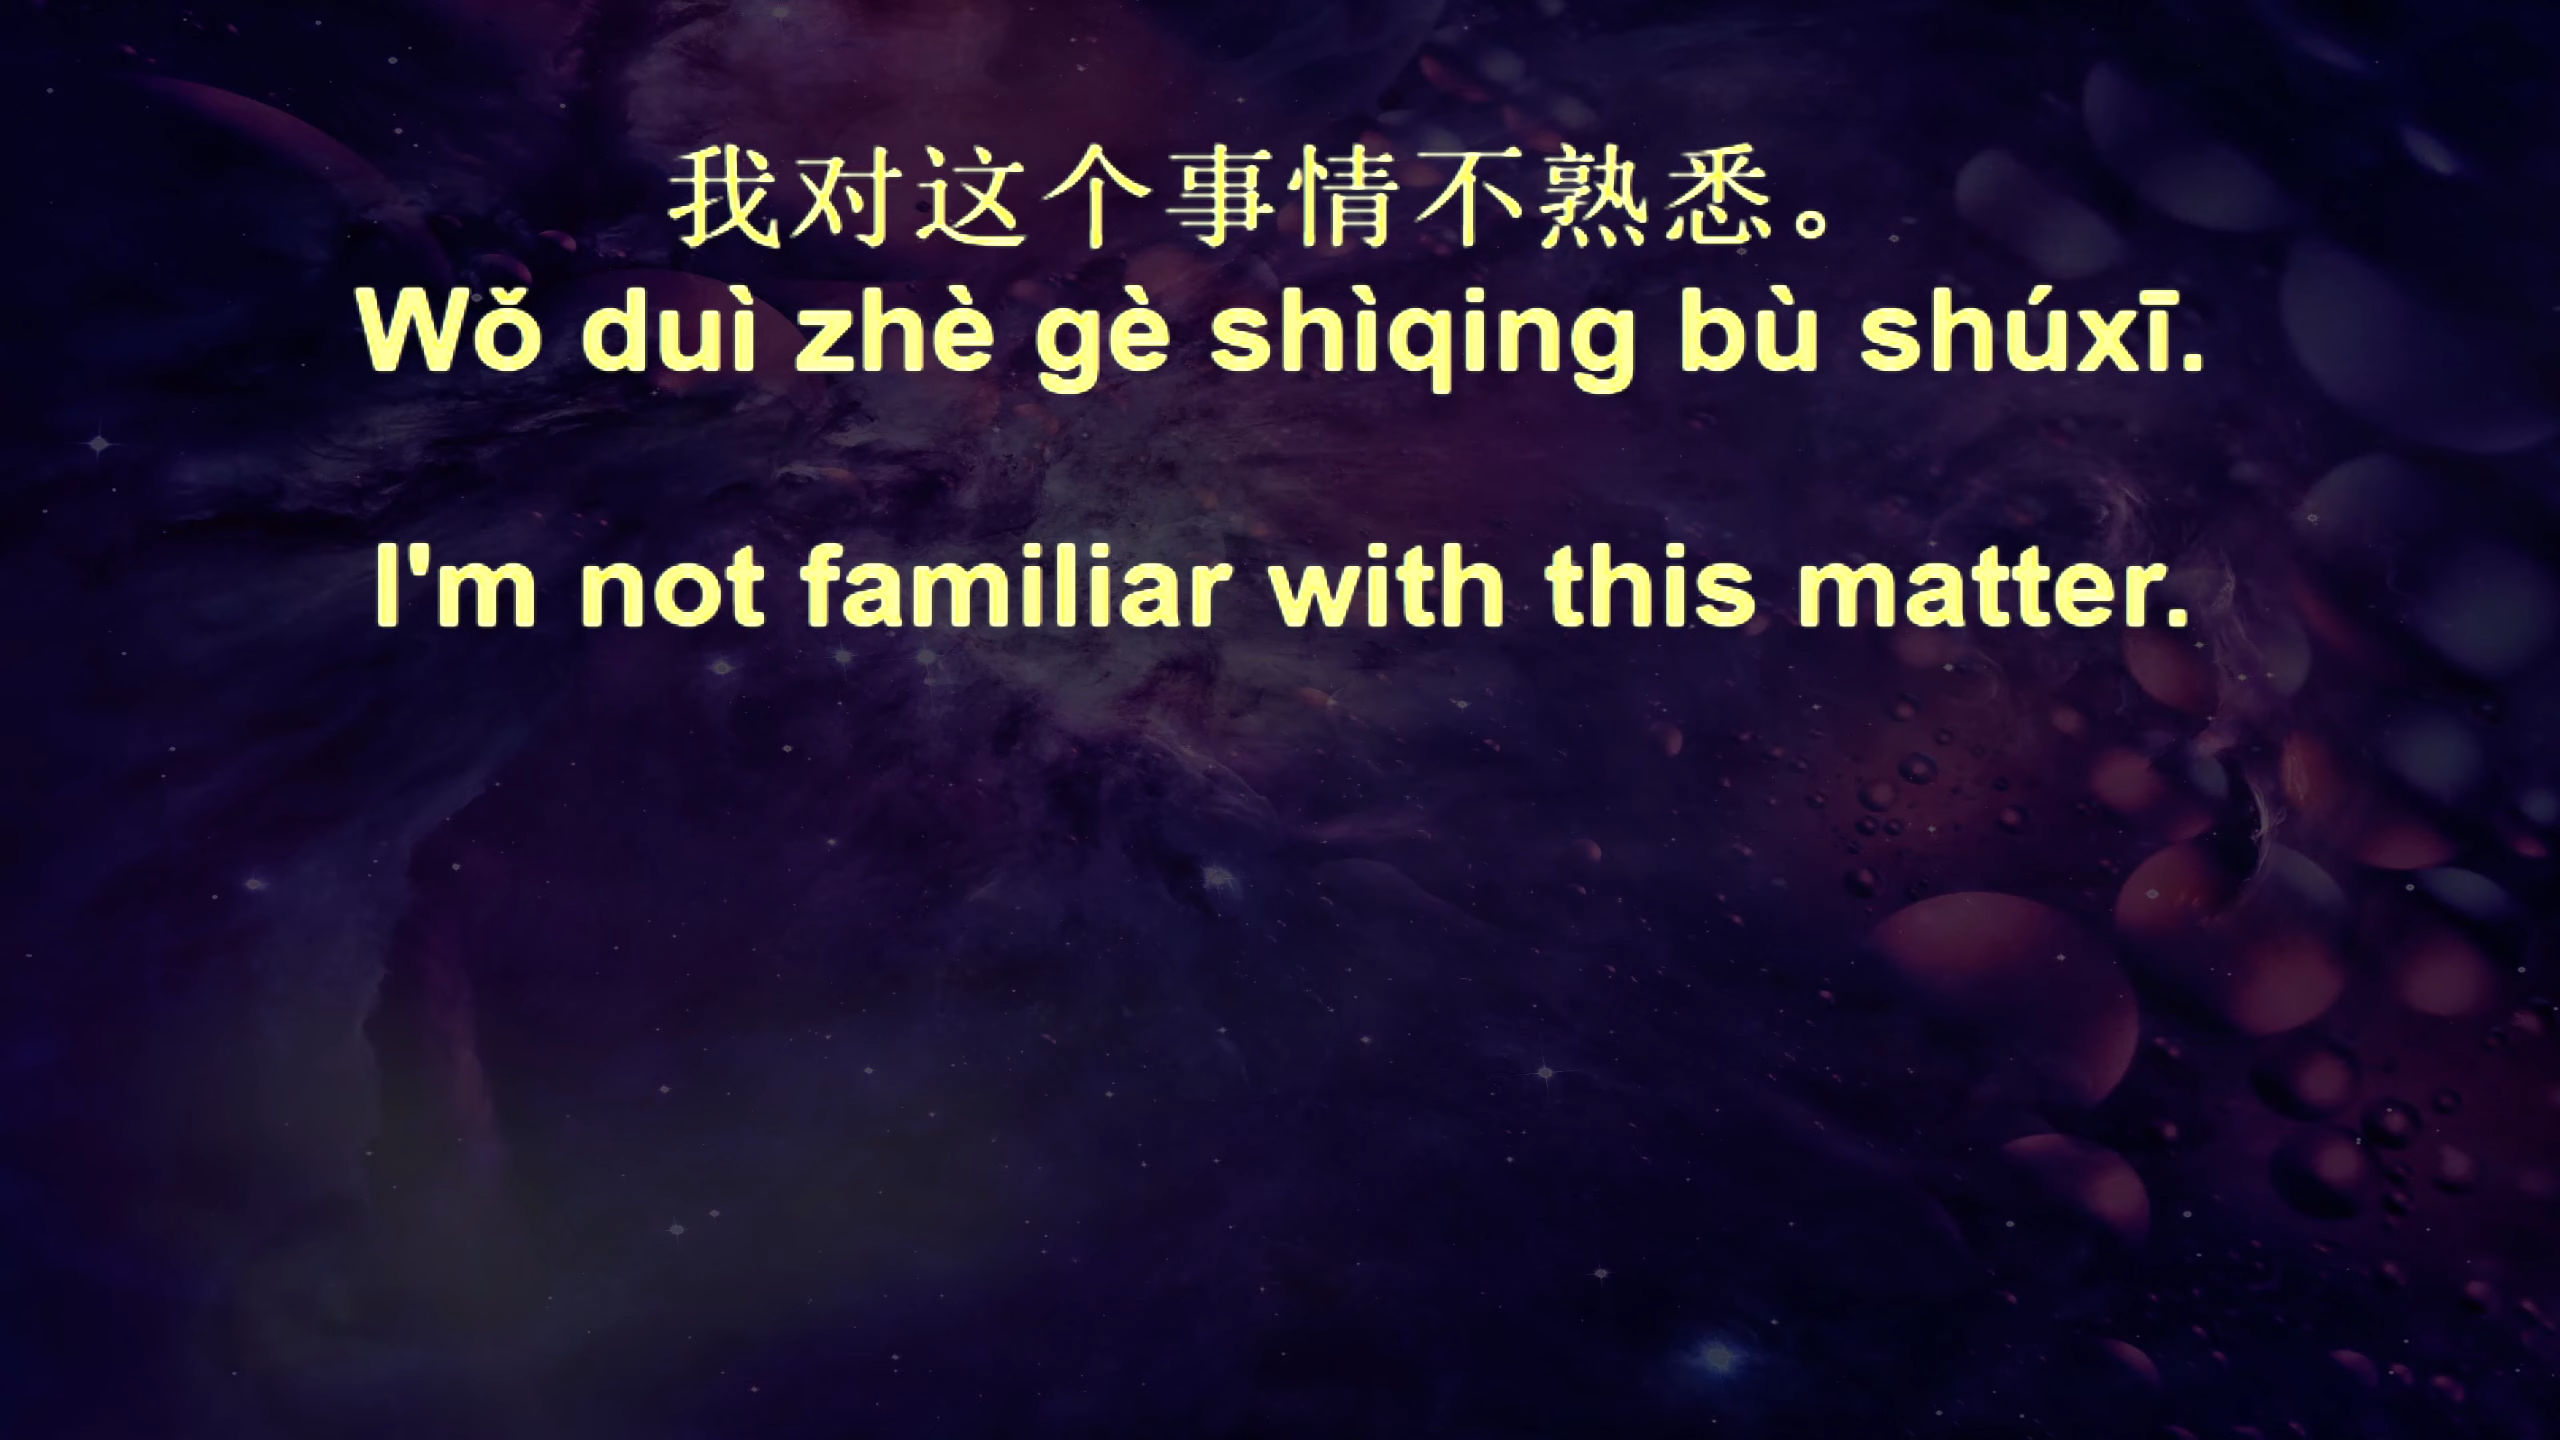 我对这个事情不熟悉。
Wǒ duì zhè gè shìqing bù shúxī.
I'm not familiar with this matter.